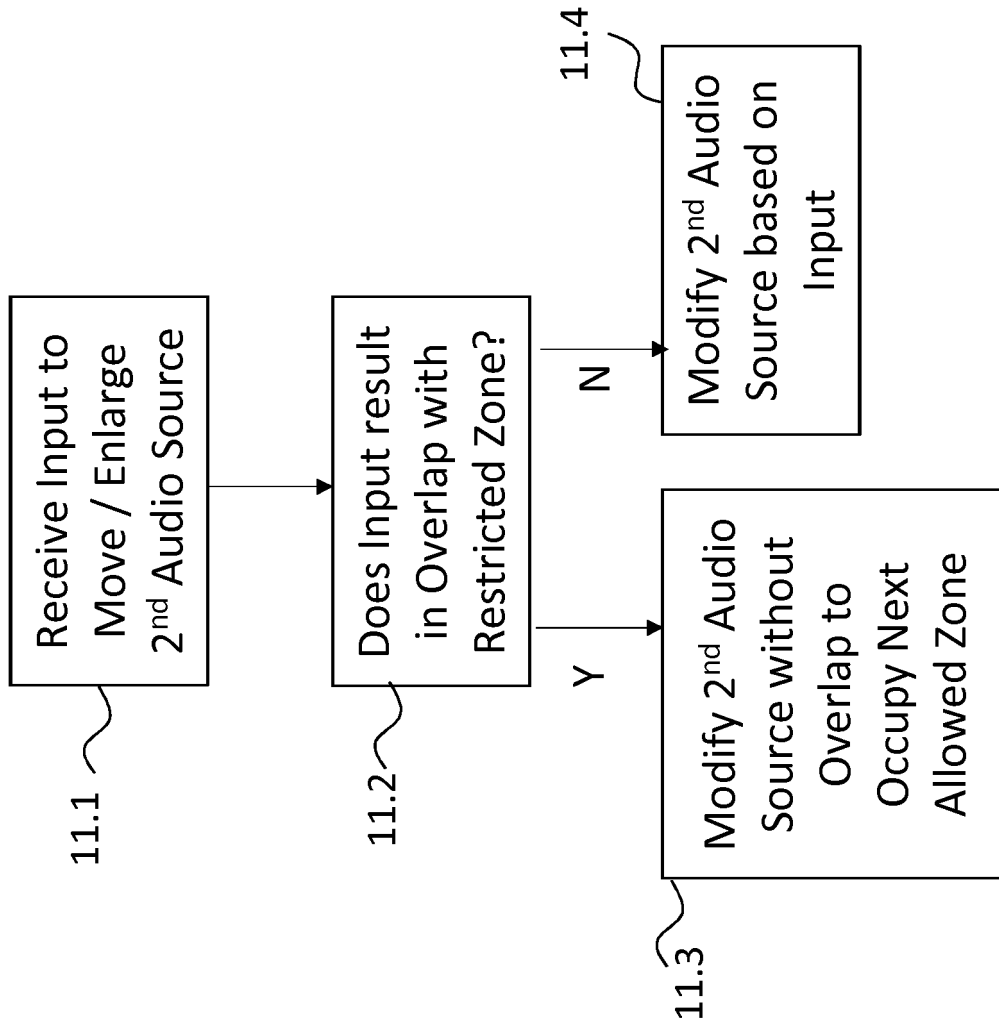 11.1
Receive Input to
Move / Enlarge
2nd Audio Source
11.2
Does Input result
in Overlap with
Restricted Zone?
Y
N
11.3
Modify 2nd Audio
Source without
Overlap to
Occupy Next
Allowed Zone
11.4
Modify 2nd Audio
Source based on
Input